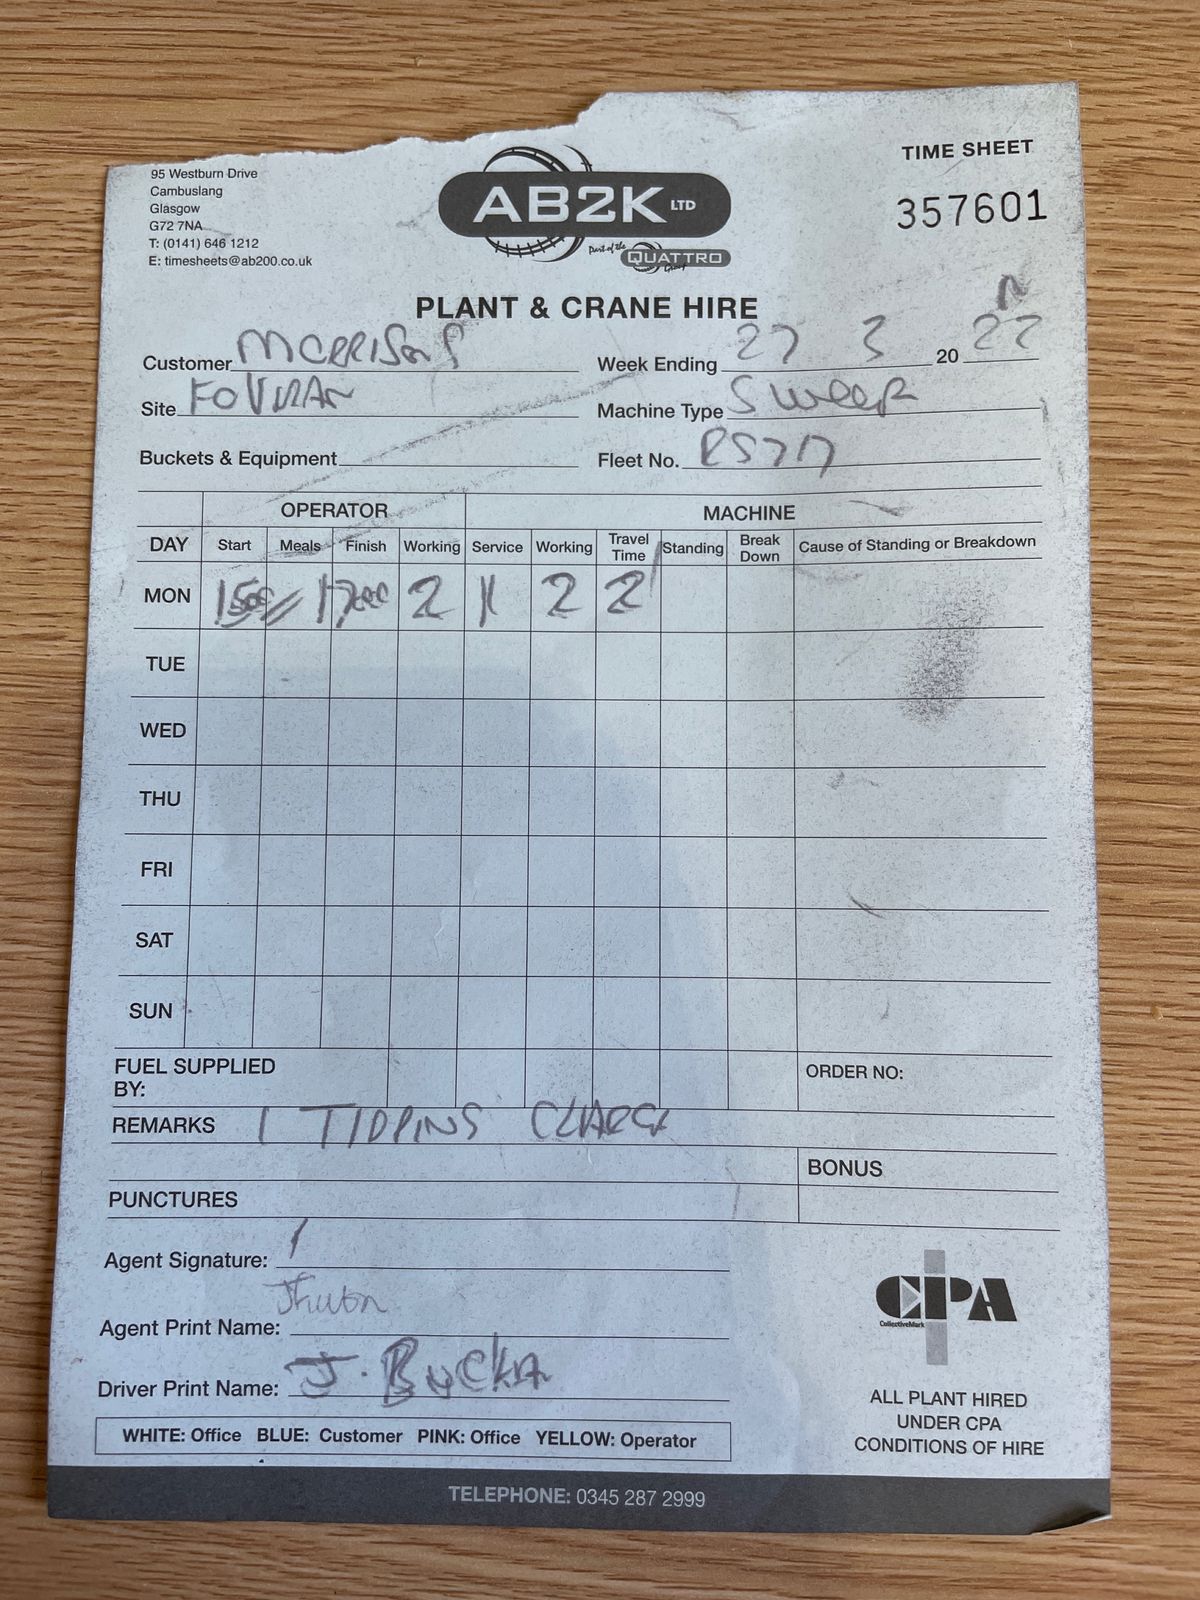 95 Westburn Drive
Cambuslang
Glasgow
G72 7NA
T: (0141) 646 1212
E: timesheets@ab200.co.uk
AB2K LTD
Part of the QUATTRO Group
TIME SHEET
357601
PLANT & CRANE HIRE
Customer MORRISONS Week Ending 27 3 20 22
Site Machine Type Sweep
Buckets & Equipment Fleet No.
OPERATOR MACHINE
DAY Start Meals Finish Working Service Working Travel Time Standing Break Down Cause of Standing or Breakdown
MON 1500 // 1700 2 2 2
TUE
WED
THU
FRI
SAT
SUN
FUEL SUPPLIED BY: ORDER NO:
REMARKS 1 TIPPING CHARGE
BONUS
PUNCTURES
Agent Signature:
Agent Print Name:
Driver Print Name: J.
WHITE: Office BLUE: Customer PINK: Office YELLOW: Operator
CPA
CollectiveMark
ALL PLANT HIRED
UNDER CPA
CONDITIONS OF HIRE
TELEPHONE: 0345 287 2999